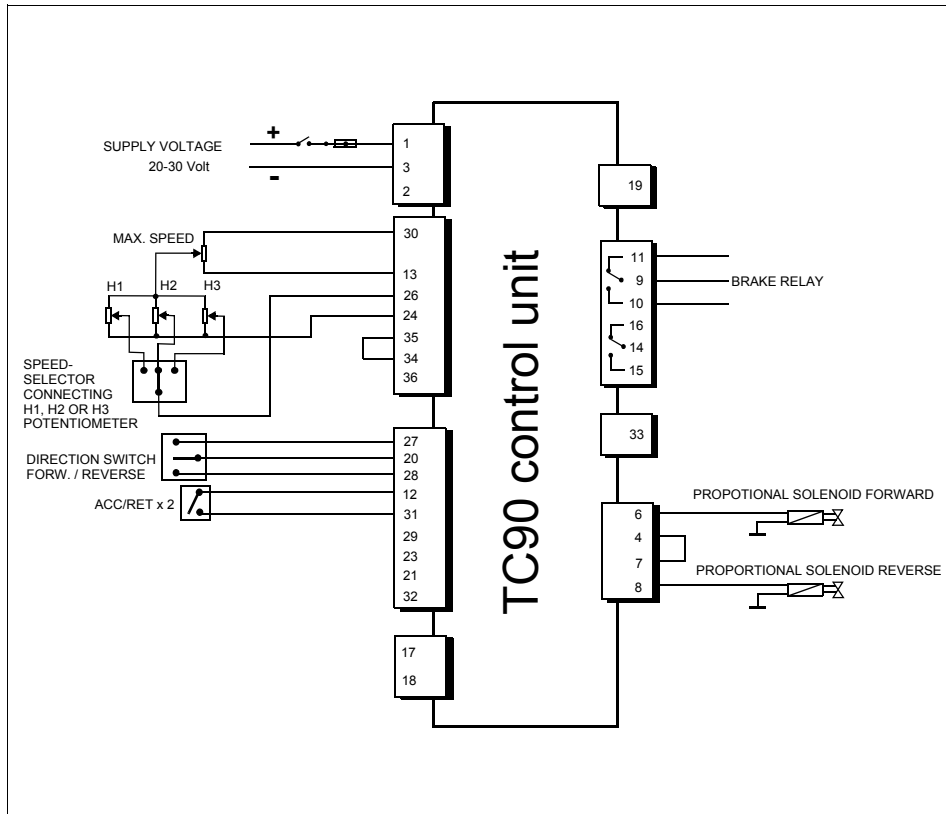 +
SUPPLY VOLTAGE
20-30 Volt
-
1
3
2
MAX. SPEED
30
13
26
24
35
34
36
H1
H2
H3
SPEED-
SELECTOR
CONNECTING
H1, H2 OR H3
POTENTIOMETER
DIRECTION SWITCH
FORW. / REVERSE
ACC/RET x 2
27
20
28
12
31
29
23
21
32
17
18
TC90 control unit
19
11
9
10
16
14
15
BRAKE RELAY
33
6
4
7
8
PROPOTIONAL SOLENOID FORWARD
PROPORTIONAL SOLENOID REVERSE